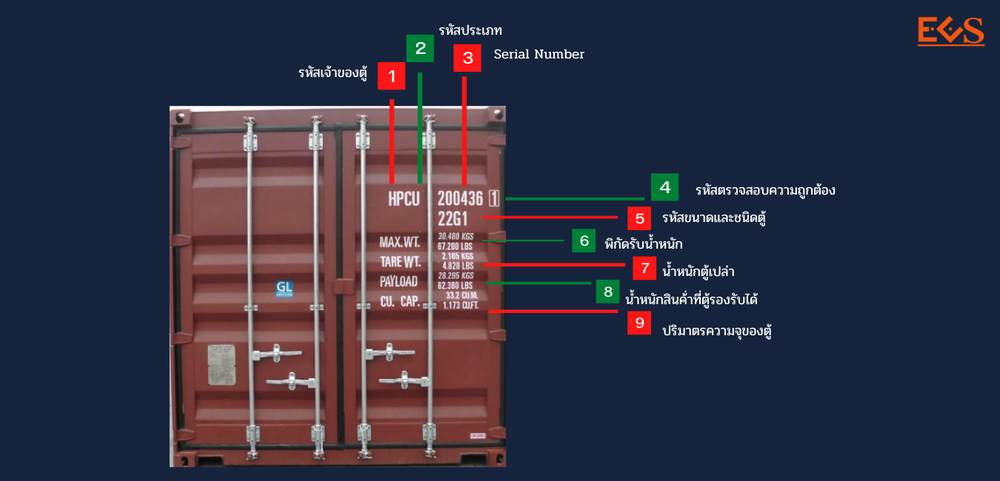 EGS
รหัสประเภท
2
3 Serial Number
รหัสเจ้าของตู้ 1
4 รหัสตรวจสอบความถูกต้อง
HPCU 200436 1
22G1
5 รหัสขนาดและชนิดตู้
6 พิกัดรับน้ำหนัก
MAX.WT. 30.480 KGS
67.200 LBS
TARE WT. 2.185 KGS
4.820 LBS
7 น้ำหนักตู้เปล่า
PAYLOAD 28.295 KGS
62.380 LBS
8 น้ำหนักสินค้่าที่ตู้รองรับได้
CU. CAP. 33.2 CU.M.
1.173 CU.FT.
9 ปริมาตรความจุของตู้
GL